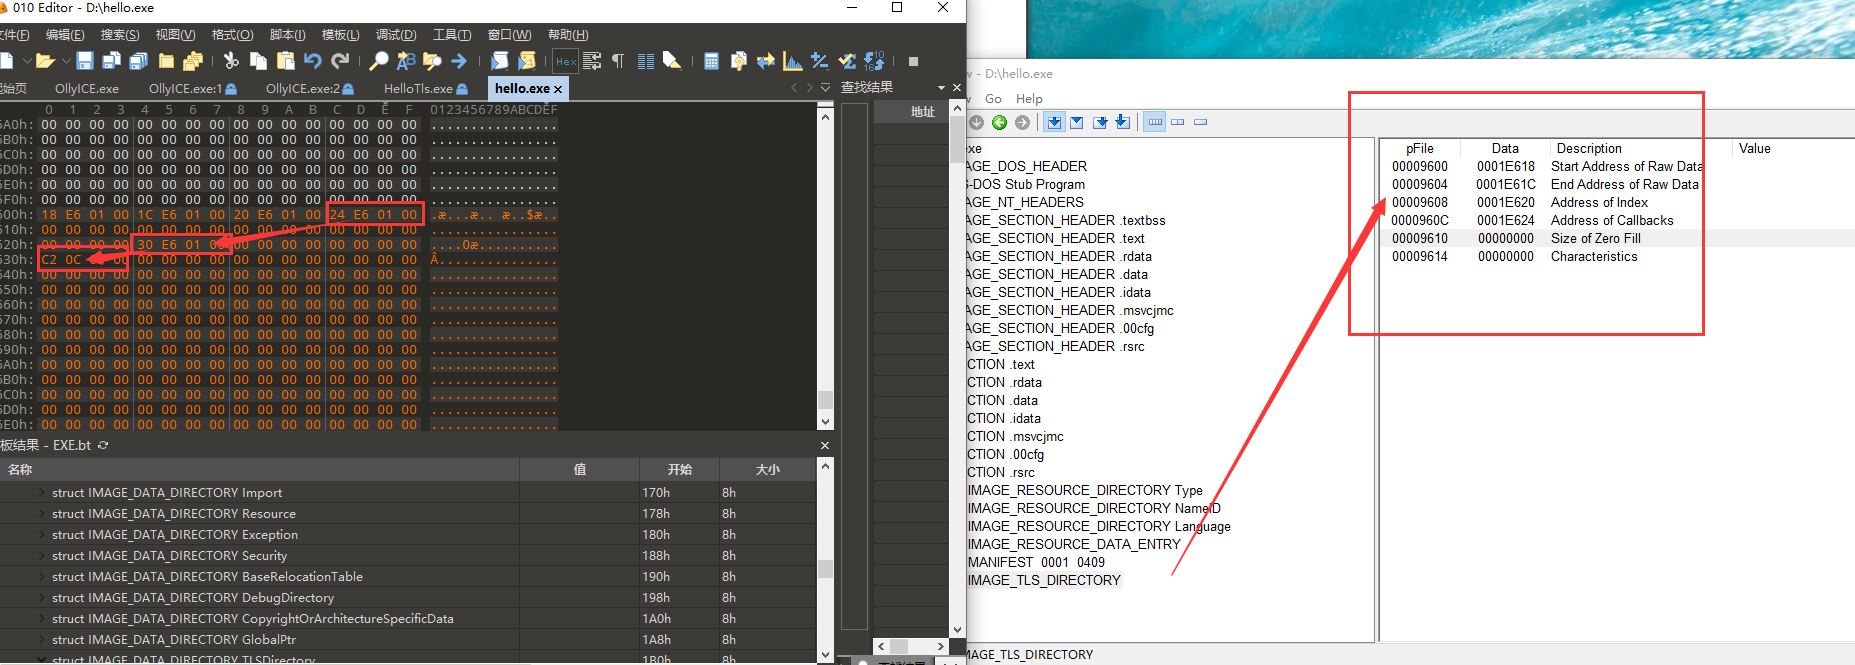 010 Editor - D:\hello.exe
文件(F) 编辑(E) 搜索(S) 视图(V) 格式(O) 脚本(I) 模板(L) 调试(D) 工具(T) 窗口(W) 帮助(H)
起始页 OllyICE.exe OllyICE.exe:1 OllyICE.exe:2 HelloTls.exe hello.exe
0 1 2 3 4 5 6 7 8 9 A B C D E F 0123456789ABCDEF
5A0h: 00 00 00 00 00 00 00 00 00 00 00 00 00 00 00 00 ................
5B0h: 00 00 00 00 00 00 00 00 00 00 00 00 00 00 00 00 ................
5C0h: 00 00 00 00 00 00 00 00 00 00 00 00 00 00 00 00 ................
5D0h: 00 00 00 00 00 00 00 00 00 00 00 00 00 00 00 00 ................
5E0h: 00 00 00 00 00 00 00 00 00 00 00 00 00 00 00 00 ................
5F0h: 00 00 00 00 00 00 00 00 00 00 00 00 00 00 00 00 ................
600h: 18 E6 01 00 1C E6 01 00 20 E6 01 00 24 E6 01 00 .æ...æ.. æ..$æ..
610h: 00 00 00 00 00 00 00 00 00 00 00 00 00 00 00 00 ................
620h: 00 00 00 00 30 E6 01 00 00 00 00 00 00 00 00 00 ....0æ..........
630h: C2 0C 00 00 00 00 00 00 00 00 00 00 00 00 Â...............
640h: 00 00 00 00 00 00 00 00 00 00 00 00 00 00 00 00 ................
650h: 00 00 00 00 00 00 00 00 00 00 00 00 00 00 00 00 ................
660h: 00 00 00 00 00 00 00 00 00 00 00 00 00 00 00 00 ................
670h: 00 00 00 00 00 00 00 00 00 00 00 00 00 00 00 00 ................
680h: 00 00 00 00 00 00 00 00 00 00 00 00 00 00 00 00 ................
690h: 00 00 00 00 00 00 00 00 00 00 00 00 00 00 00 00 ................
6A0h: 00 00 00 00 00 00 00 00 00 00 00 00 00 00 00 00 ................
6B0h: 00 00 00 00 00 00 00 00 00 00 00 00 00 00 00 00 ................
6C0h: 00 00 00 00 00 00 00 00 00 00 00 00 00 00 00 00 ................
6D0h: 00 00 00 00 00 00 00 00 00 00 00 00 00 00 00 00 ................
6E0h: 00 00 00 00 00 00 00 00 00 00 00 00 00 00 00 00 ................
板结果 - EXE.bt
名称 值 开始 大小
struct IMAGE_DATA_DIRECTORY Import 170h 8h
struct IMAGE_DATA_DIRECTORY Resource 178h 8h
struct IMAGE_DATA_DIRECTORY Exception 180h 8h
struct IMAGE_DATA_DIRECTORY Security 188h 8h
struct IMAGE_DATA_DIRECTORY BaseRelocationTable 190h 8h
struct IMAGE_DATA_DIRECTORY DebugDirectory 198h 8h
struct IMAGE_DATA_DIRECTORY CopyrightOrArchitectureSpecificData 1A0h 8h
struct IMAGE_DATA_DIRECTORY GlobalPtr 1A8h 8h
struct IMAGE_DATA_DIRECTORY TLSDirectory 1B0h 8h
查找结果
地址
查找结果
w - D:\hello.exe
w Go Help
exe
AGE_DOS_HEADER
S-DOS Stub Program
AGE_NT_HEADERS
AGE_SECTION_HEADER .textbss
AGE_SECTION_HEADER .text
AGE_SECTION_HEADER .rdata
AGE_SECTION_HEADER .data
AGE_SECTION_HEADER .idata
AGE_SECTION_HEADER .msvcjmc
AGE_SECTION_HEADER .00cfg
AGE_SECTION_HEADER .rsrc
CTION .text
CTION .rdata
CTION .data
CTION .idata
CTION .msvcjmc
CTION .00cfg
CTION .rsrc
IMAGE_RESOURCE_DIRECTORY Type
IMAGE_RESOURCE_DIRECTORY NameID
IMAGE_RESOURCE_DIRECTORY Language
IMAGE_RESOURCE_DATA_ENTRY
MANIFEST 0001 0409
IMAGE_TLS_DIRECTORY
pFile Data Description Value
00009600 0001E618 Start Address of Raw Data
00009604 0001E61C End Address of Raw Data
00009608 0001E620 Address of Index
0000960C 0001E624 Address of Callbacks
00009610 00000000 Size of Zero Fill
00009614 00000000 Characteristics
MAGE_TLS_DIRECTORY